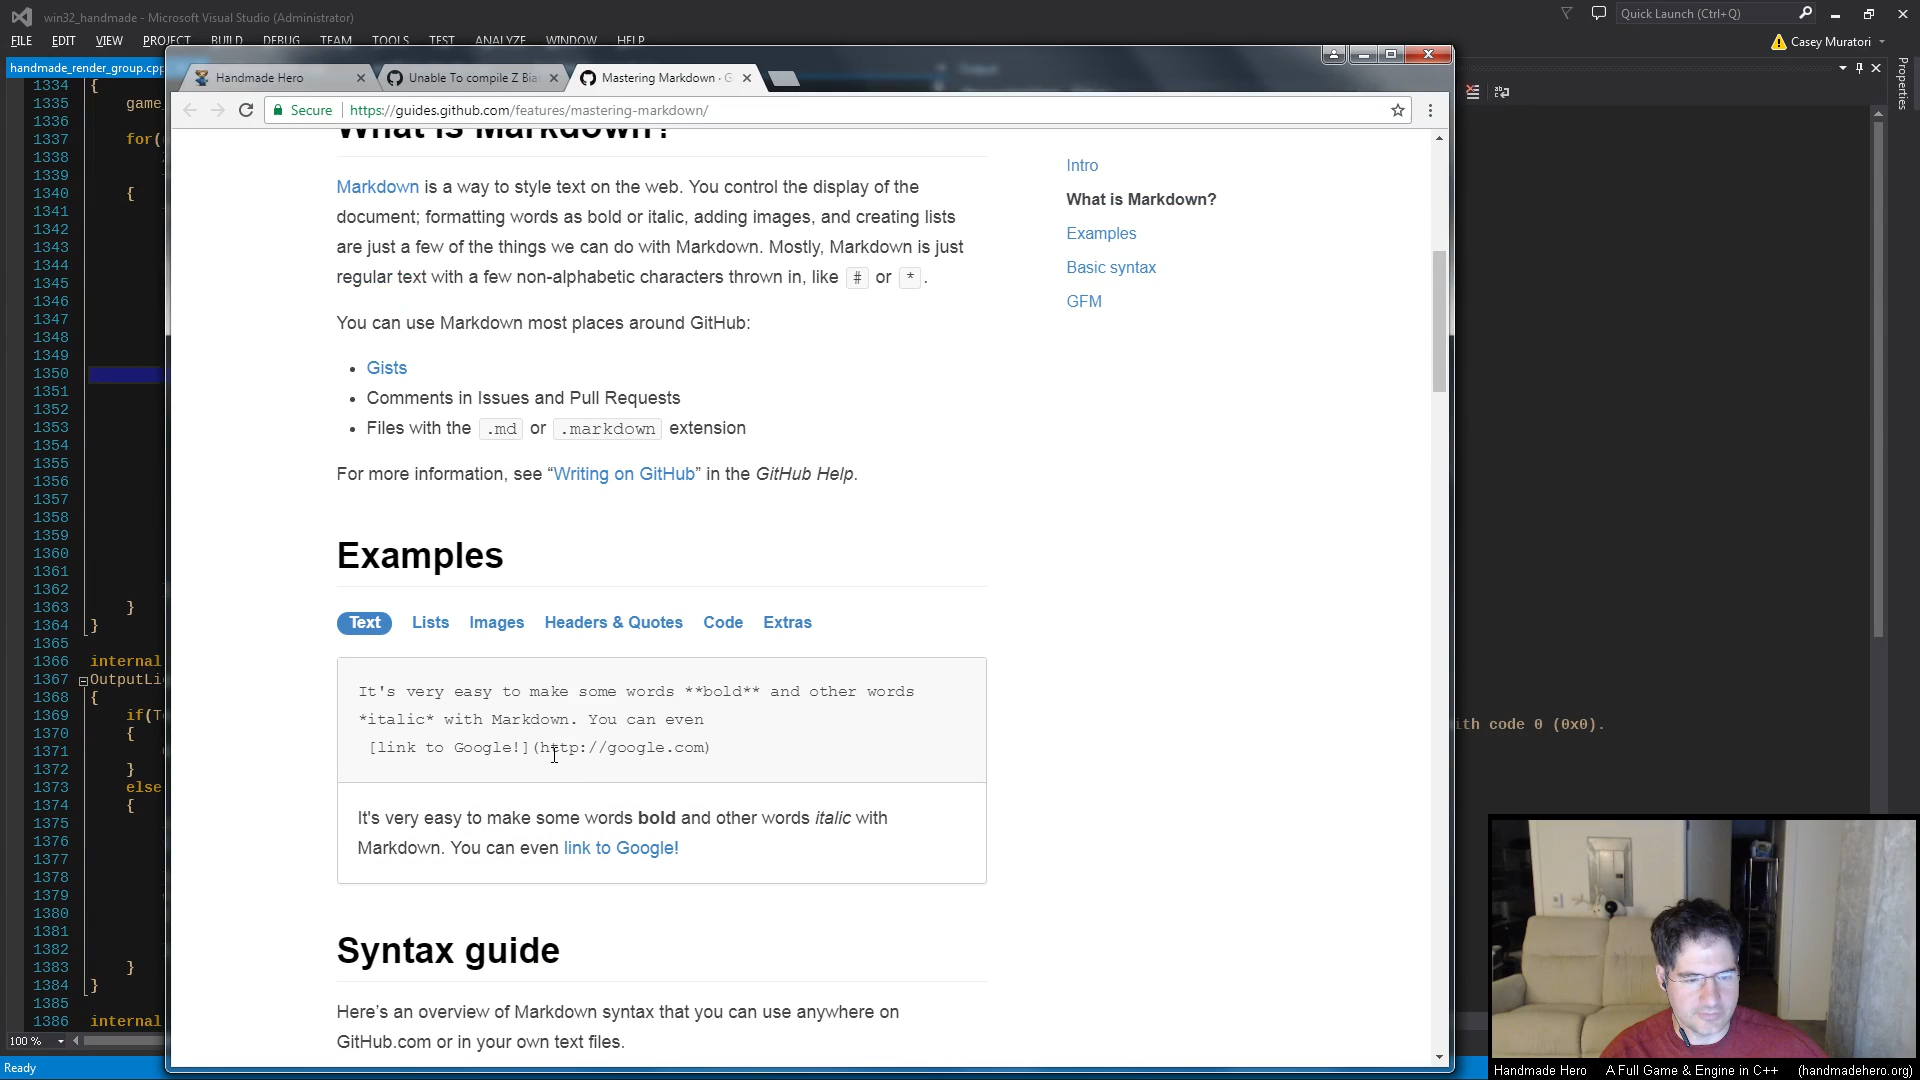 win32_handmade - Microsoft Visual Studio (Administrator)
Quick Launch (Ctrl+Q)
FILE EDIT VIEW PROJECT BUILD DEBUG TEAM TOOLS TEST ANALYZE WINDOW HELP
Casey Muratori
handmade_render_group.cpp
Properties
Handmade Hero
Unable To compile Z Bia
Mastering Markdown · G
Secure
https://guides.github.com/features/mastering-markdown/
What is Markdown?
Markdown is a way to style text on the web. You control the display of the
document; formatting words as bold or italic, adding images, and creating lists
are just a few of the things we can do with Markdown. Mostly, Markdown is just
regular text with a few non-alphabetic characters thrown in, like # or *.
You can use Markdown most places around GitHub:
• Gists
• Comments in Issues and Pull Requests
• Files with the .md or .markdown extension
For more information, see “Writing on GitHub” in the GitHub Help.
Examples
Text Lists Images Headers & Quotes Code Extras
It's very easy to make some words **bold** and other words
*italic* with Markdown. You can even
[link to Google!](http://google.com)
It's very easy to make some words bold and other words italic with
Markdown. You can even link to Google!
Syntax guide
Here’s an overview of Markdown syntax that you can use anywhere on
GitHub.com or in your own text files.
Intro
What is Markdown?
Examples
Basic syntax
GFM
1334 {
1335 game_
1336
1337 for(
1338
1339
1340 {
1341
1342
1343
1344
1345
1346
1347
1348
1349
1350
1351
1352
1353
1354
1355
1356
1357
1358
1359
1360
1361
1362
1363 }
1364 }
1365
1366 internal
1367 OutputLi
1368 {
1369 if(T
1370 {
1371
1372 }
1373 else
1374 {
1375
1376
1377
1378
1379
1380
1381
1382
1383 }
1384 }
1385
1386 internal
ith code 0 (0x0).
100 %
Ready
Handmade Hero A Full Game & Engine in C++ (handmadehero.org)